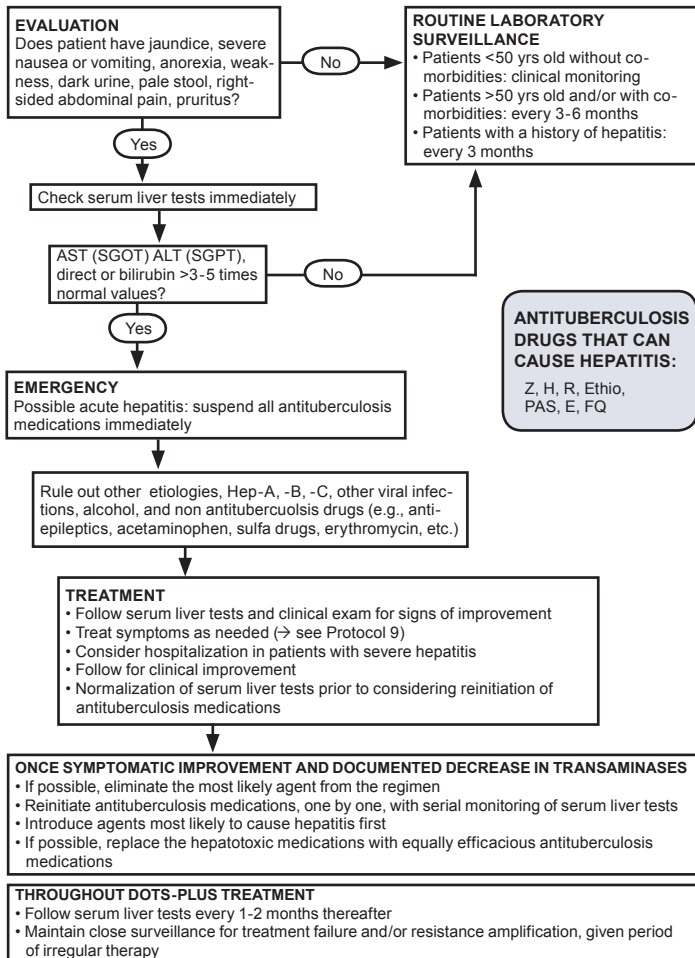 EVALUATION
Does patient have jaundice, severe
nausea or vomiting, anorexia, weak-
ness, dark urine, pale stool, right-
sided abdominal pain, pruritus?
No
ROUTINE LABORATORY
SURVEILLANCE
• Patients <50 yrs old without co-
morbidities: clinical monitoring
• Patients >50 yrs old and/or with co-
morbidities: every 3-6 months
• Patients with a history of hepatitis:
every 3 months
Yes
Check serum liver tests immediately
AST (SGOT) ALT (SGPT),
direct or bilirubin >3-5 times
normal values?
No
Yes
ANTITUBERCULOSIS
DRUGS THAT CAN
CAUSE HEPATITIS:
Z, H, R, Ethio,
PAS, E, FQ
EMERGENCY
Possible acute hepatitis: suspend all antituberculosis
medications immediately
Rule out other etiologies, Hep-A, -B, -C, other viral infec-
tions, alcohol, and non antitubercuolsis drugs (e.g., anti-
epileptics, acetaminophen, sulfa drugs, erythromycin, etc.)
TREATMENT
• Follow serum liver tests and clinical exam for signs of improvement
• Treat symptoms as needed (→ see Protocol 9)
• Consider hospitalization in patients with severe hepatitis
• Follow for clinical improvement
• Normalization of serum liver tests prior to considering reinitiation of
antituberculosis medications
ONCE SYMPTOMATIC IMPROVEMENT AND DOCUMENTED DECREASE IN TRANSAMINASES
• If possible, eliminate the most likely agent from the regimen
• Reinitiate antituberculosis medications, one by one, with serial monitoring of serum liver tests
• Introduce agents most likely to cause hepatitis first
• If possible, replace the hepatotoxic medications with equally efficacious antituberculosis
medications
THROUGHOUT DOTS-PLUS TREATMENT
• Follow serum liver tests every 1-2 months thereafter
• Maintain close surveillance for treatment failure and/or resistance amplification, given period
of irregular therapy